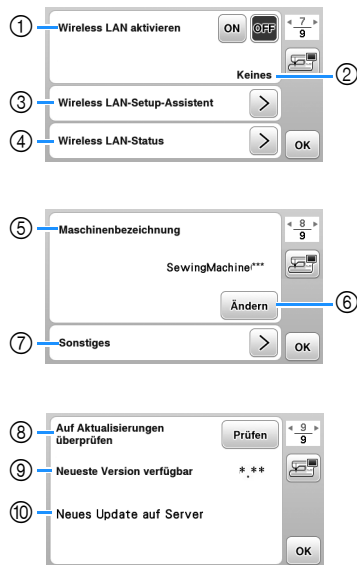 ① Wireless LAN aktivieren ON OFF 7
9
Keines ②
③ Wireless LAN-Setup-Assistent >
④ Wireless LAN-Status > OK
⑤ Maschinenbezeichnung 8
9
SewingMachine***
Ändern ⑥
⑦ Sonstiges > OK
⑧ Auf Aktualisierungen
überprüfen Prüfen 9
9
⑨ Neueste Version verfügbar *.**
⑩ Neues Update auf Server
OK